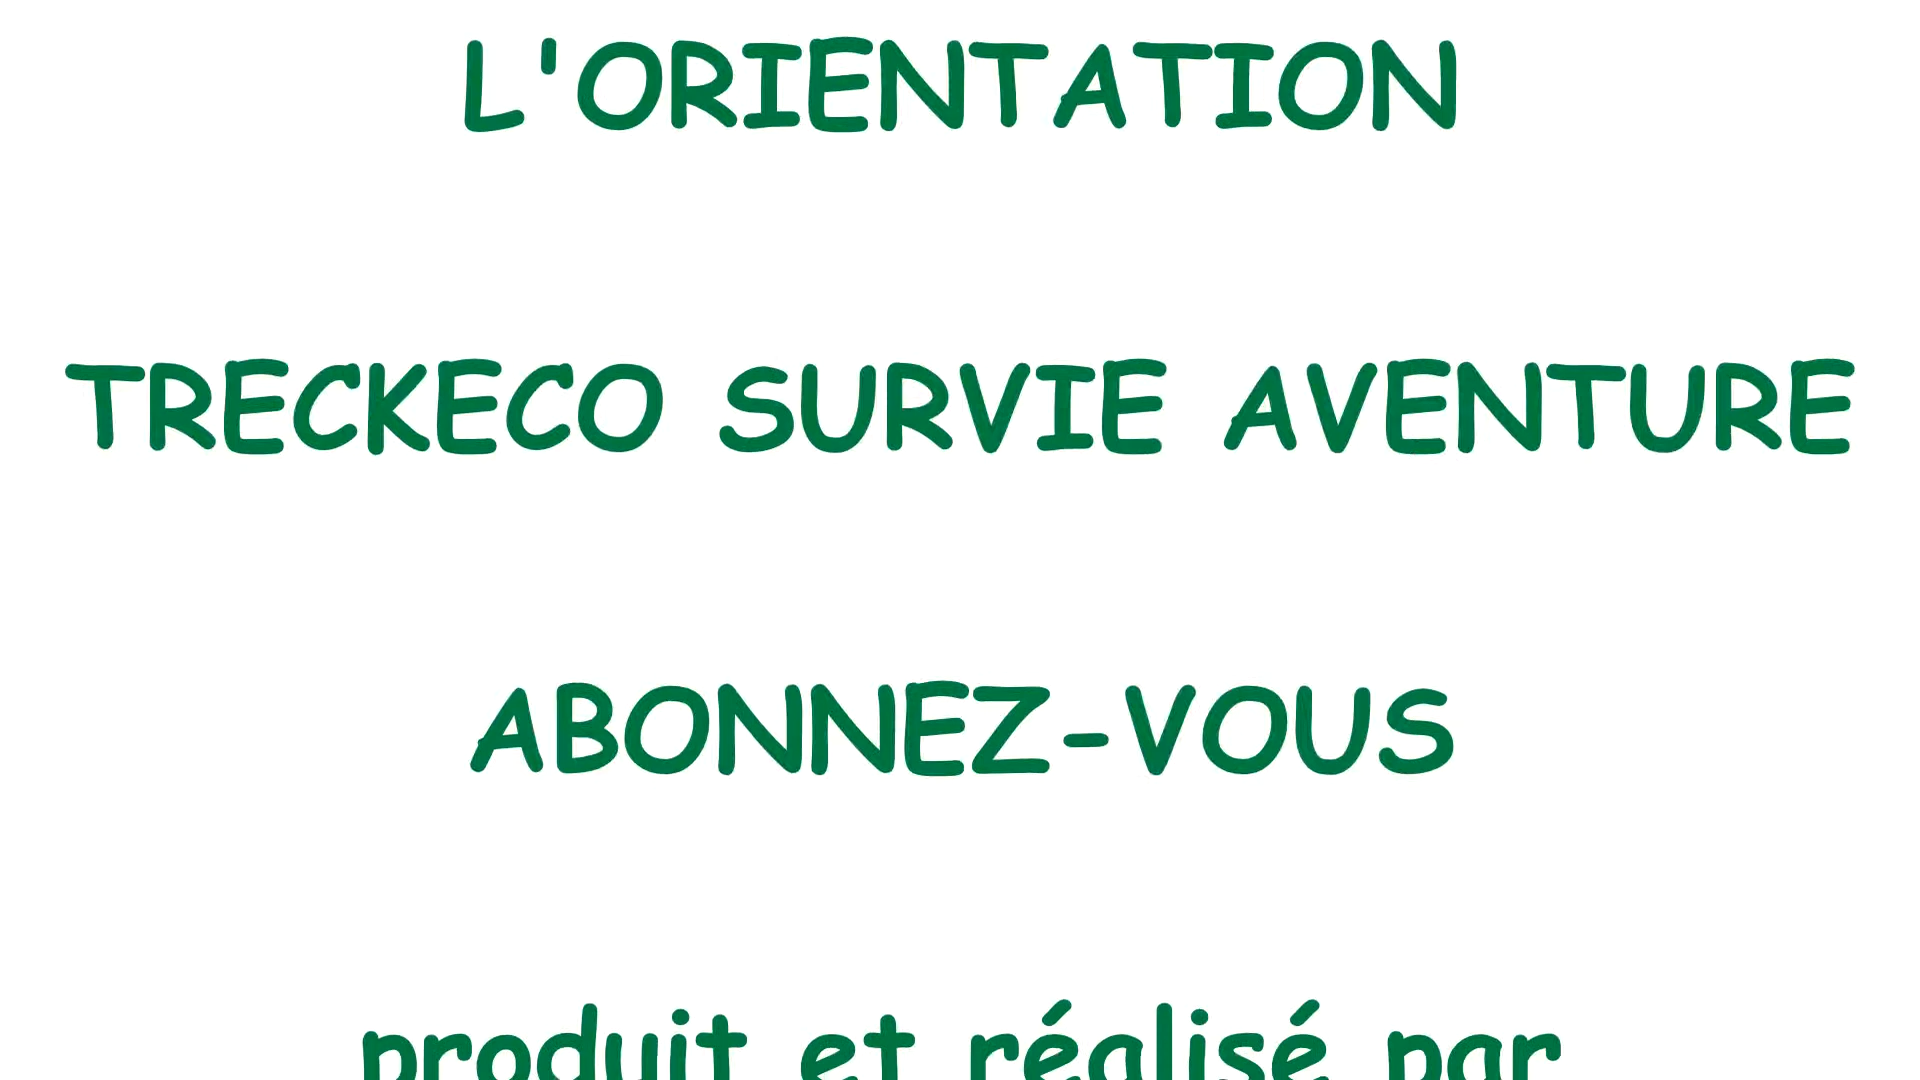 L'ORIENTATION
TRECKECO SURVIE AVENTURE
ABONNEZ-VOUS
produit et réalisé par